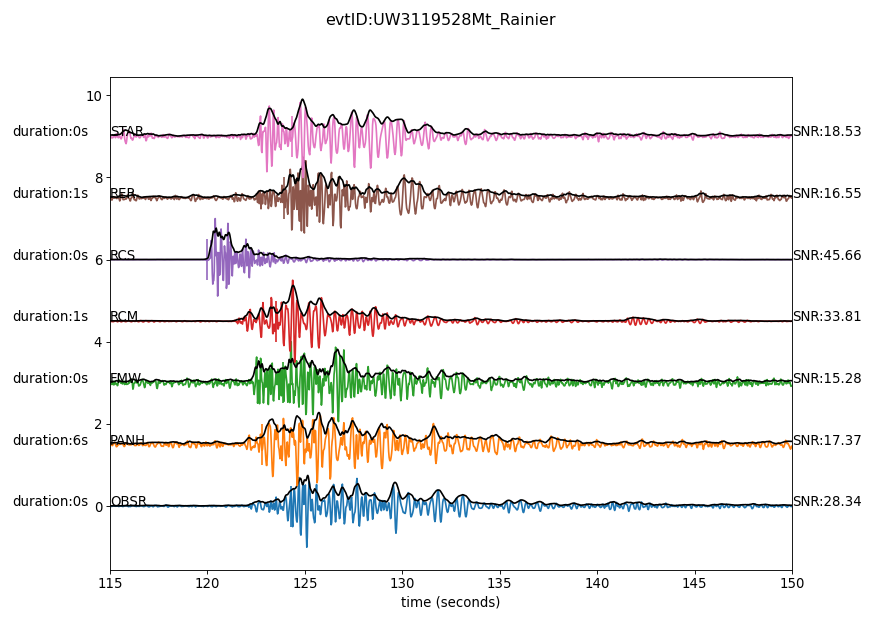 evtID:UW3119528Mt_Rainier
10
duration:0s STAR SNR:18.53
8
duration:1s RER SNR:16.55
duration:0s RCS SNR:45.66
6
duration:1s RCM SNR:33.81
4
duration:0s FMW SNR:15.28
2
duration:6s PANH SNR:17.37
duration:0s OBSR SNR:28.34
0
115 120 125 130 135 140 145 150
time (seconds)